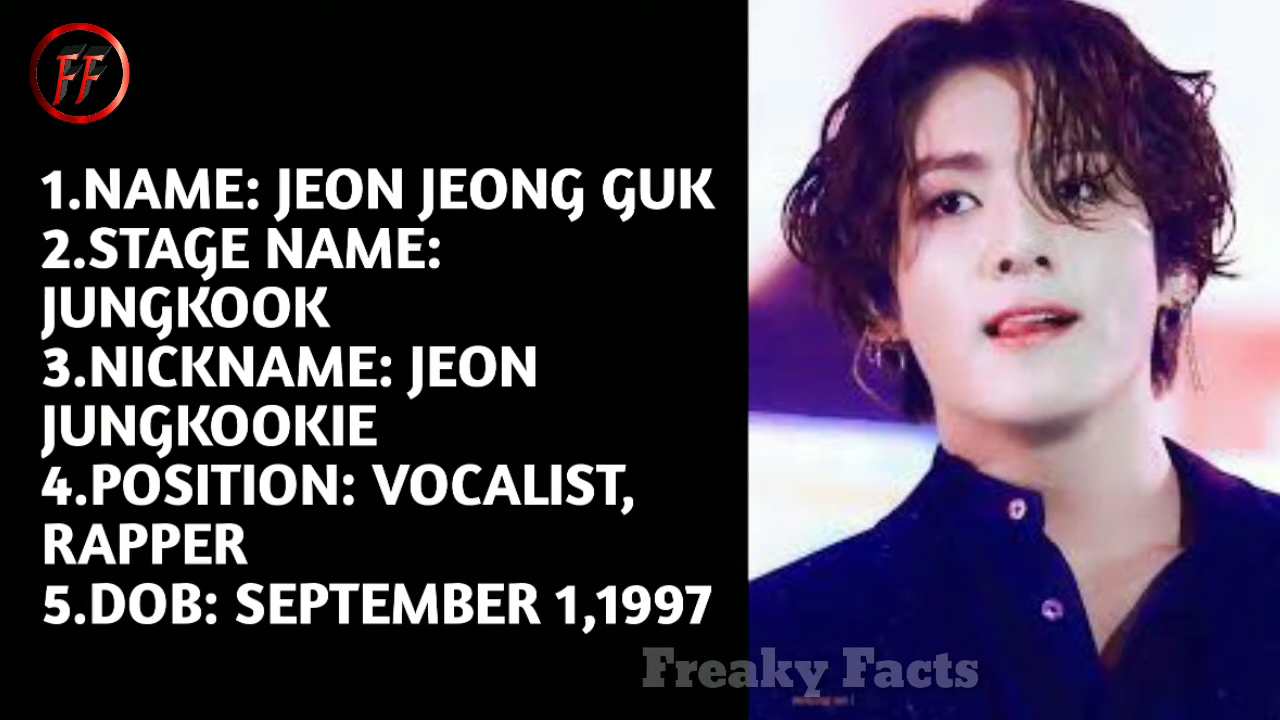 FF
1.NAME: JEON JEONG GUK
2.STAGE NAME:
JUNGKOOK
3.NICKNAME: JEON
JUNGKOOKIE
4.POSITION: VOCALIST,
RAPPER
5.DOB: SEPTEMBER 1,1997
Freaky Facts